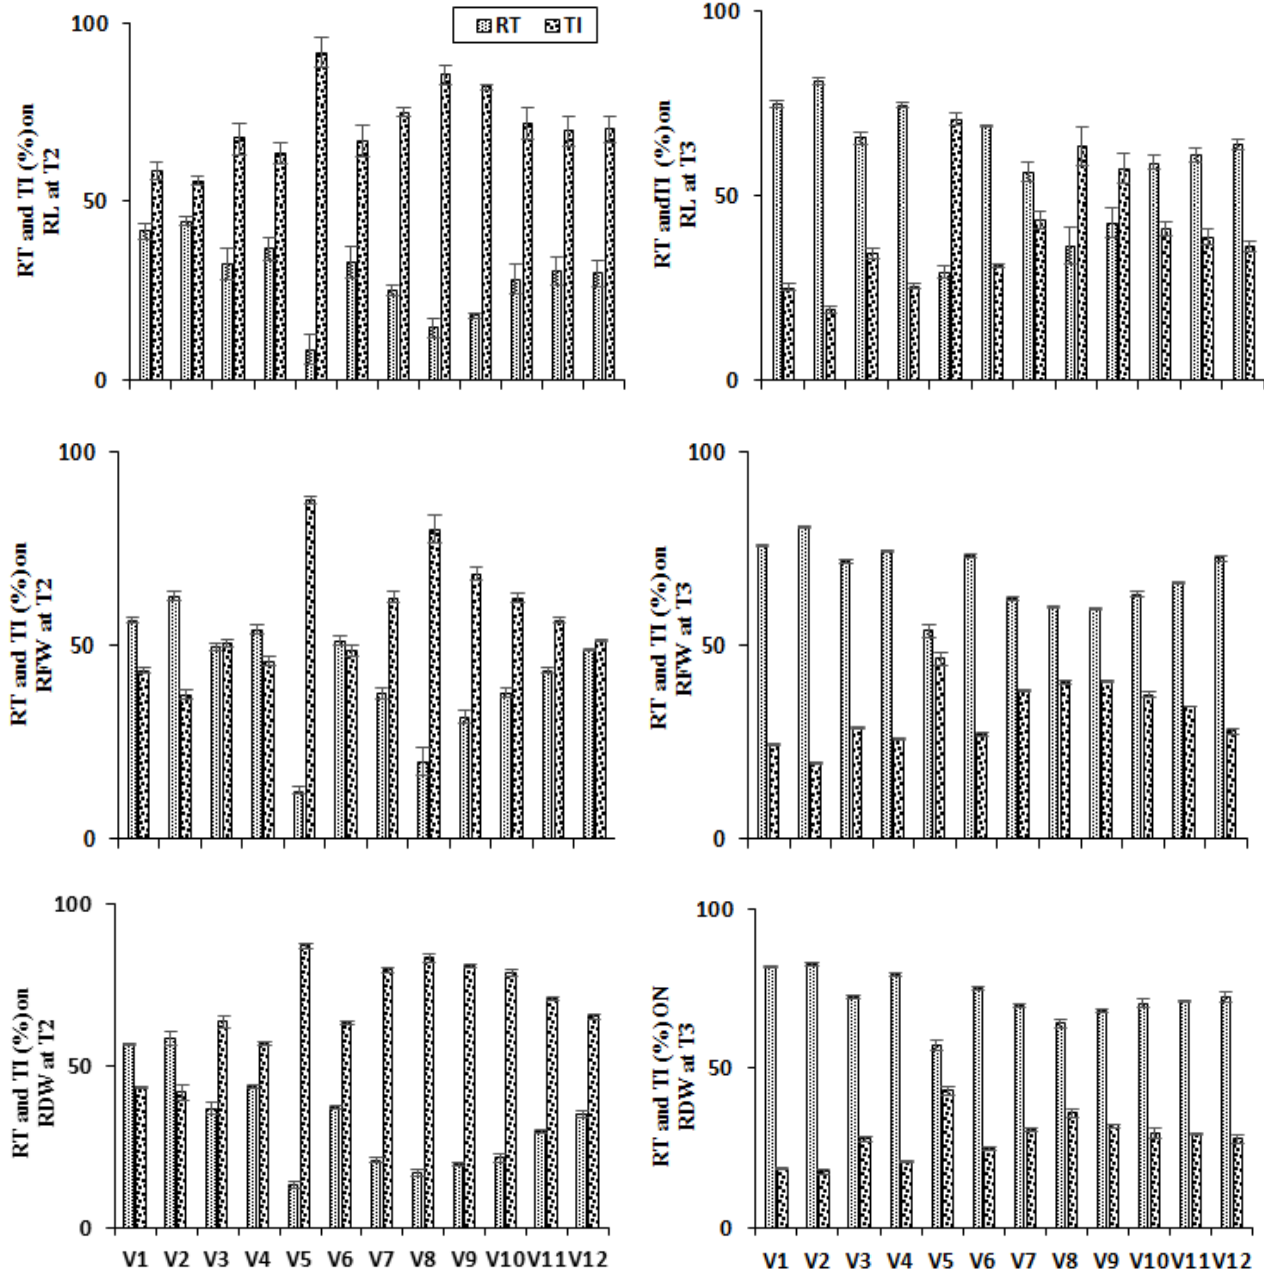 RT TI
100
50
0
RT and TI (%)on
RL at T2
100
50
0
RT andTI (%)on
RL at T3
100
50
0
RT and TI (%)on
RFW at T2
100
50
0
RT and TI (%)on
RFW at T3
100
50
0
RT and TI (%)on
RDW at T2
V1 V2 V3 V4 V5 V6 V7 V8 V9 V10 V11 V12
100
50
0
RT and TI (%)ON
RDW at T3
V1 V2 V3 V4 V5 V6 V7 V8 V9 V10 V11 V12